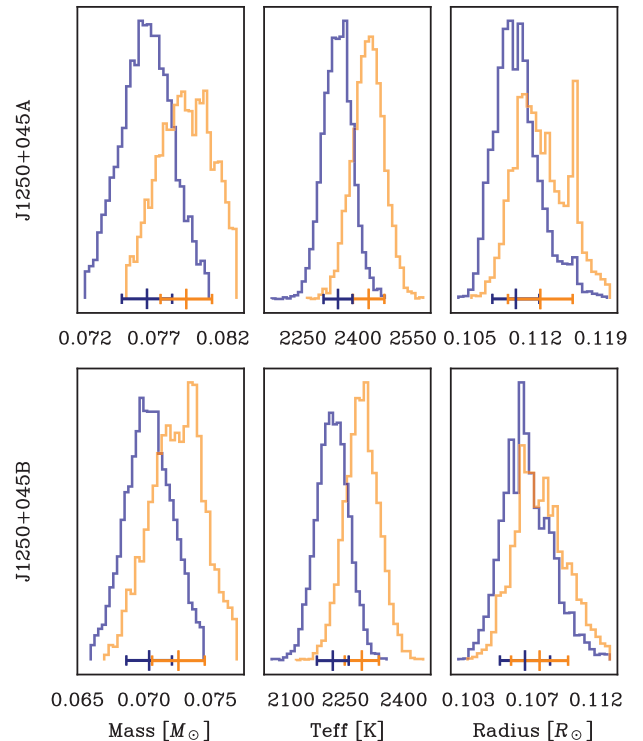 J1250+045A
0.072 0.077 0.082 2250 2400 2550 0.105 0.112 0.119
J1250+045B
0.065 0.070 0.075 2100 2250 2400 0.103 0.107 0.112
Mass [M⊙] Teff [K] Radius [R⊙]